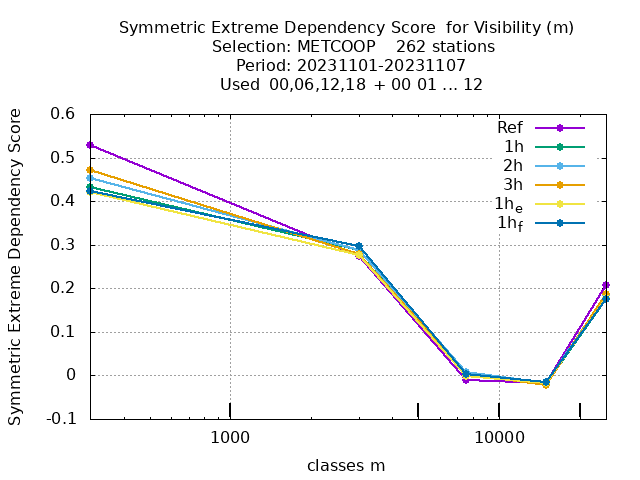 Symmetric Extreme Dependency Score  for Visibility (m)
Selection: METCOOP    262 stations
Period: 20231101-20231107
Used  00,06,12,18  + 00 01 ... 12
Symmetric Extreme Dependency Score
0.6
0.5
0.4
0.3
0.2
0.1
0
-0.1
Ref
1h
2h
3h
1hₑ
1h_f
1000
10000
classes m